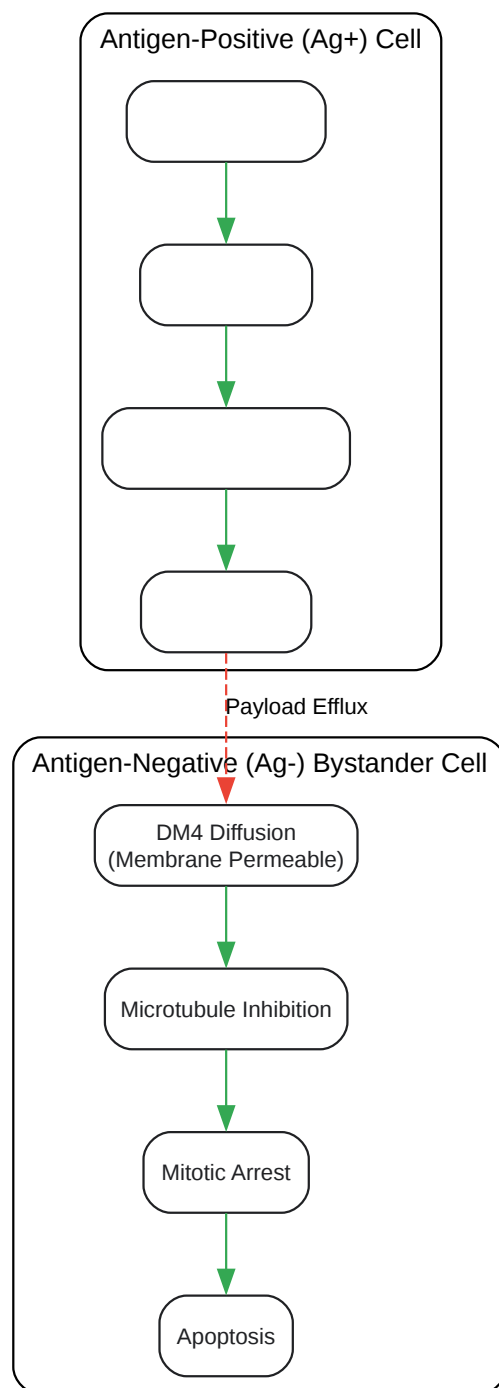 Antigen-Positive (Ag+) Cell
Payload Efflux
Antigen-Negative (Ag-) Bystander Cell
DM4 Diffusion
(Membrane Permeable)
Microtubule Inhibition
Mitotic Arrest
Apoptosis